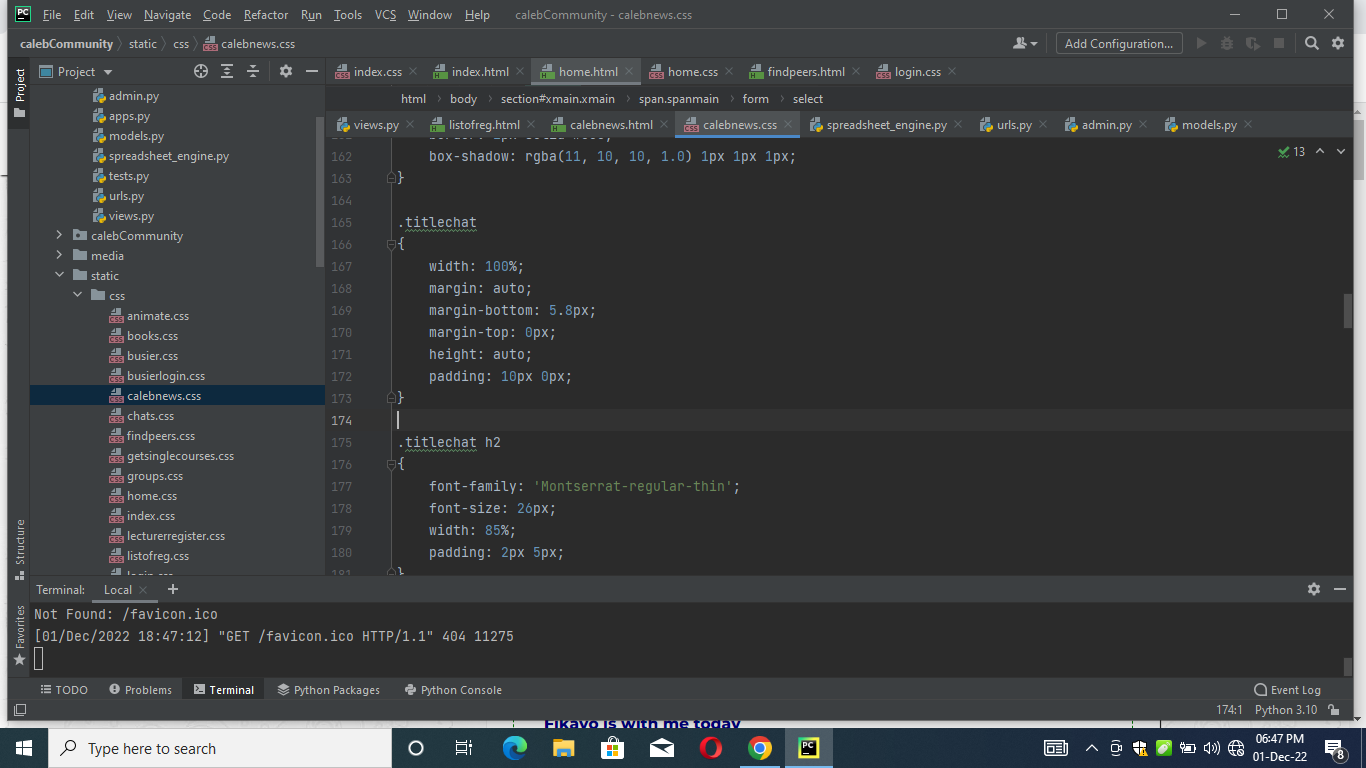 PC File Edit View Navigate Code Refactor Run Tools VCS Window Help calebCommunity - calebnews.css
calebCommunity static css calebnews.css Add Configuration...
Project
Project
index.css index.html home.html home.css findpeers.html login.css
html body section#xmain.xmain span.spanmain form select
views.py listofreg.html calebnews.html calebnews.css spreadsheet_engine.py urls.py admin.py models.py
admin.py
apps.py
models.py
spreadsheet_engine.py
tests.py
urls.py
views.py
calebCommunity
media
static
css
animate.css
books.css
busier.css
busierlogin.css
calebnews.css
chats.css
findpeers.css
getsinglecourses.css
groups.css
home.css
index.css
lecturerregister.css
listofreg.css
login.css
13
162 box-shadow: rgba(11, 10, 10, 1.0) 1px 1px 1px;
163 }
164
165 .titlechat
166 {
167 width: 100%;
168 margin: auto;
169 margin-bottom: 5.8px;
170 margin-top: 0px;
171 height: auto;
172 padding: 10px 0px;
173 }
174
175 .titlechat h2
176 {
177 font-family: 'Montserrat-regular-thin';
178 font-size: 26px;
179 width: 85%;
180 padding: 2px 5px;
181 }
Structure
Favorites
Terminal: Local
Not Found: /favicon.ico
[01/Dec/2022 18:47:12] "GET /favicon.ico HTTP/1.1" 404 11275
TODO Problems Terminal Python Packages Python Console Event Log
174:1 Python 3.10
is with me today
Type here to search
PC
06:47 PM
01-Dec-22
8